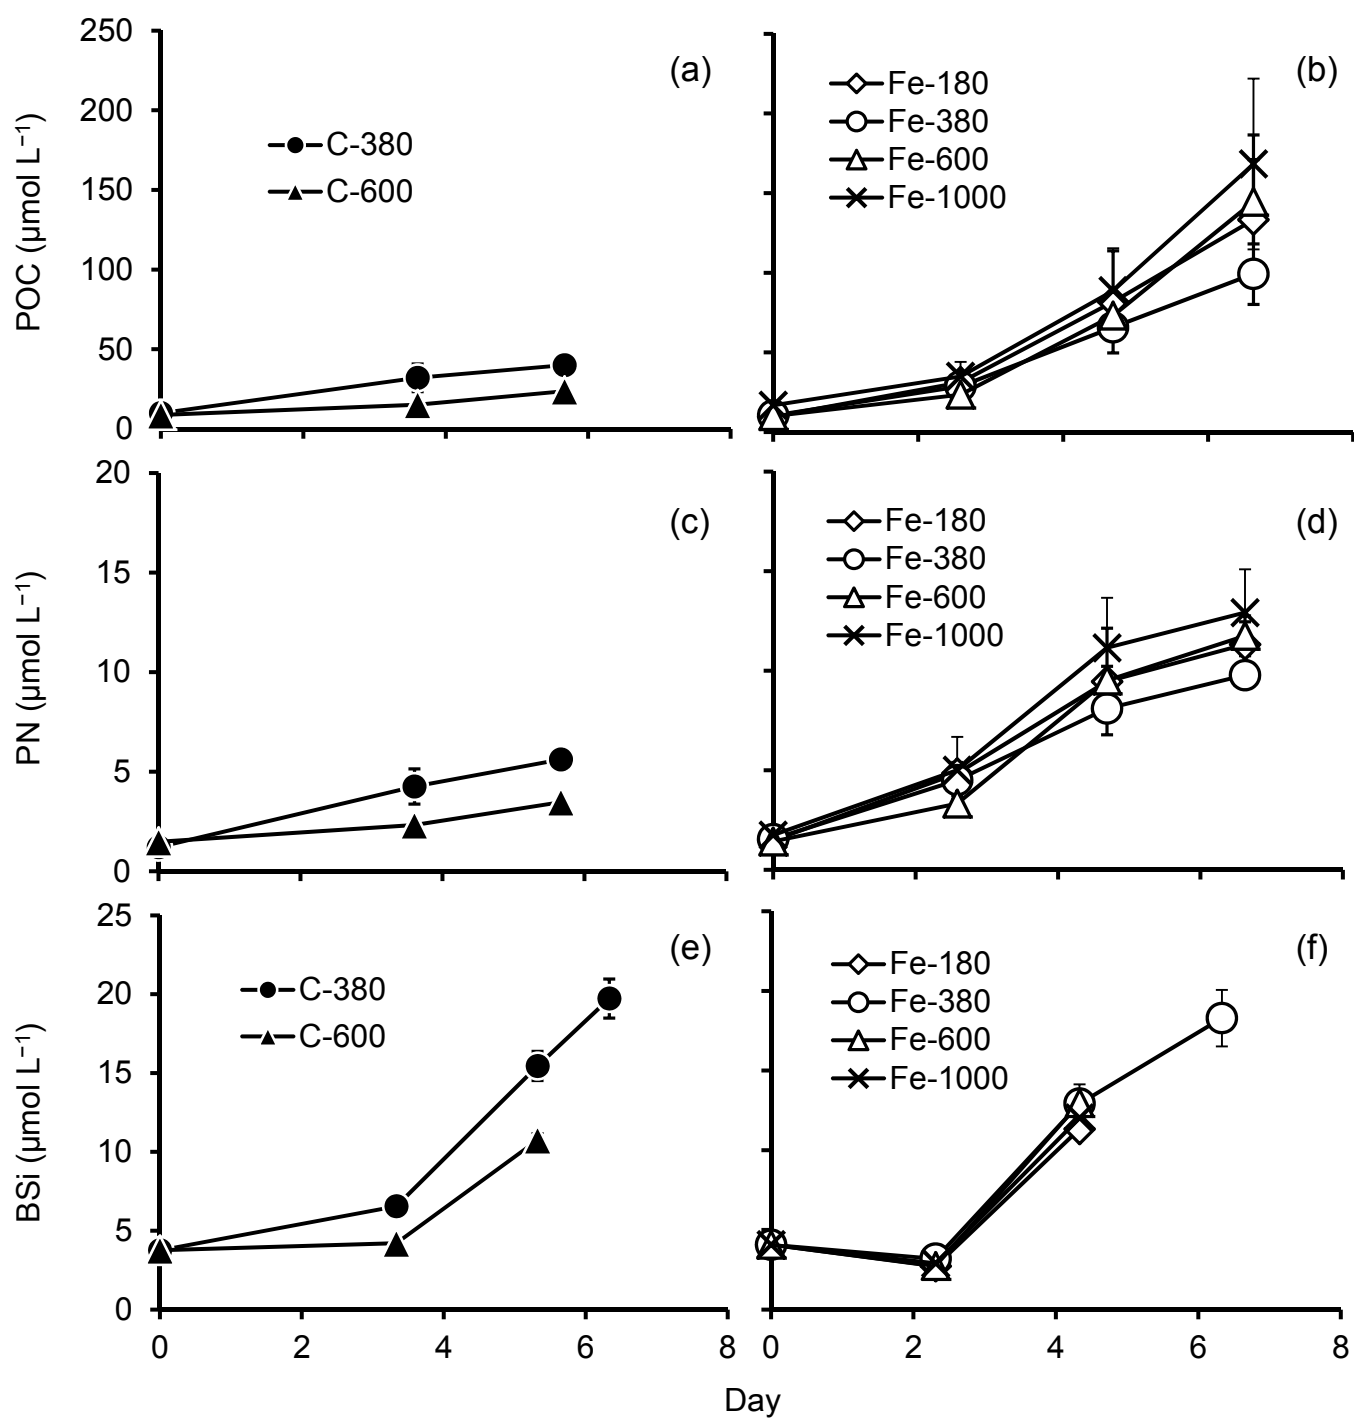 250
200
150
100
50
0
POC (μmol L⁻¹)
(a)
C-380
C-600
(b)
Fe-180
Fe-380
Fe-600
Fe-1000
20
15
10
5
0
PN (μmol L⁻¹)
(c)
(d)
Fe-180
Fe-380
Fe-600
Fe-1000
25
20
15
10
5
0
BSi (μmol L⁻¹)
(e)
C-380
C-600
(f)
Fe-180
Fe-380
Fe-600
Fe-1000
0 2 4 6 8
0 2 4 6 8
Day